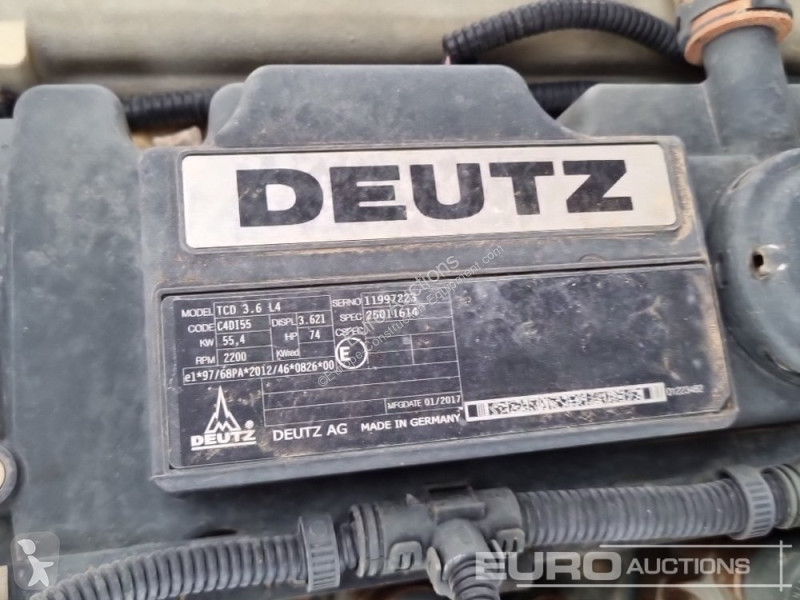 DEUTZ
MODEL TCD 3.6 L4 SERNO 11997223
CODE C4DI55 DISPL 3.621 SPEC 25011614
KW 55,4 HP 74 CSPEC
RPM 2200 KWred E
e1*97/68PA*2012/46*0826*00
MFGDATE 01/2017
DEUTZ DEUTZ AG MADE IN GERMANY
EURO AUCTIONS